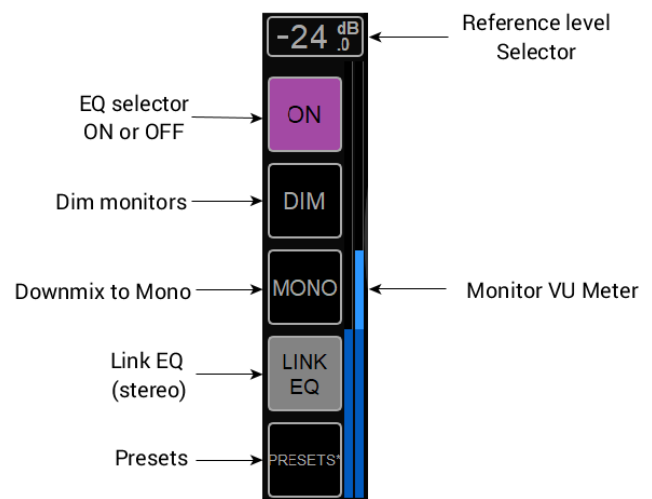 -24 dB
.0
Reference level
Selector
EQ selector
ON or OFF
ON
Dim monitors
DIM
Downmix to Mono
MONO
Monitor VU Meter
Link EQ
(stereo)
LINK
EQ
Presets
PRESETS*